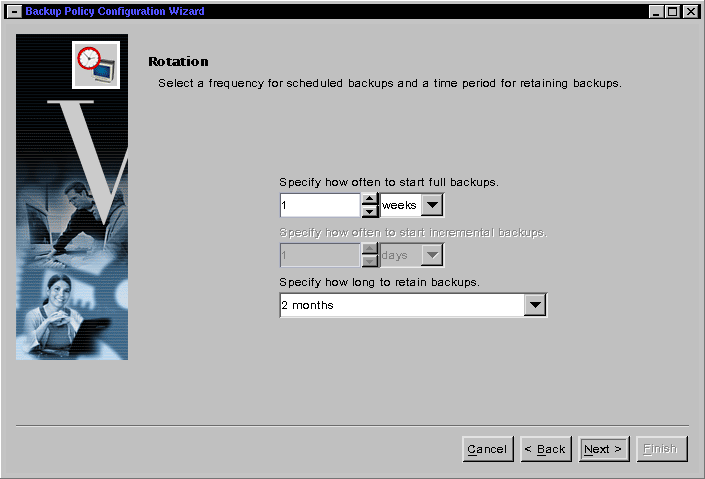 Backup Policy Configuration Wizard
Rotation
Select a frequency for scheduled backups and a time period for retaining backups.
Specify how often to start full backups.
1 weeks
Specify how often to start incremental backups.
1 days
Specify how long to retain backups.
2 months
Cancel < Back Next > Finish